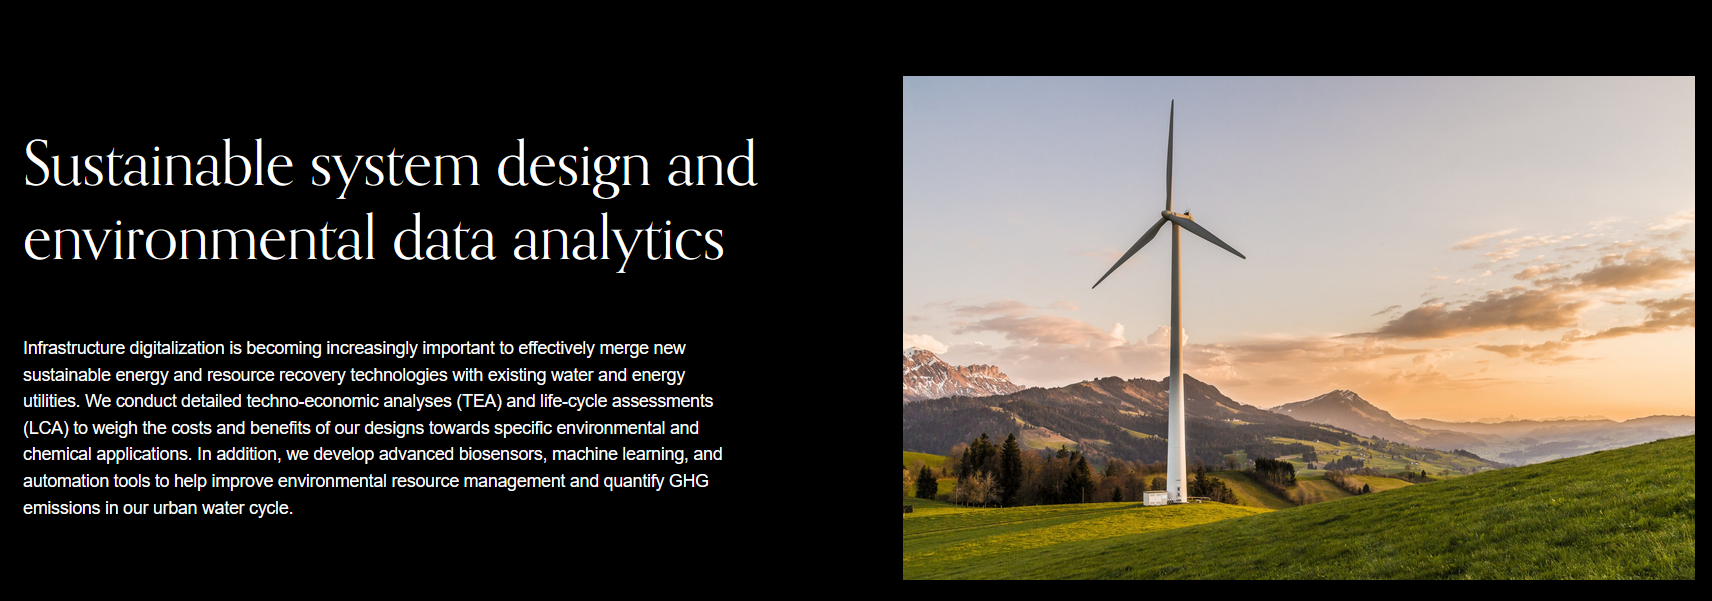 Sustainable system design and
environmental data analytics
Infrastructure digitalization is becoming increasingly important to effectively merge new
sustainable energy and resource recovery technologies with existing water and energy
utilities. We conduct detailed techno-economic analyses (TEA) and life-cycle assessments
(LCA) to weigh the costs and benefits of our designs towards specific environmental and
chemical applications. In addition, we develop advanced biosensors, machine learning, and
automation tools to help improve environmental resource management and quantify GHG
emissions in our urban water cycle.